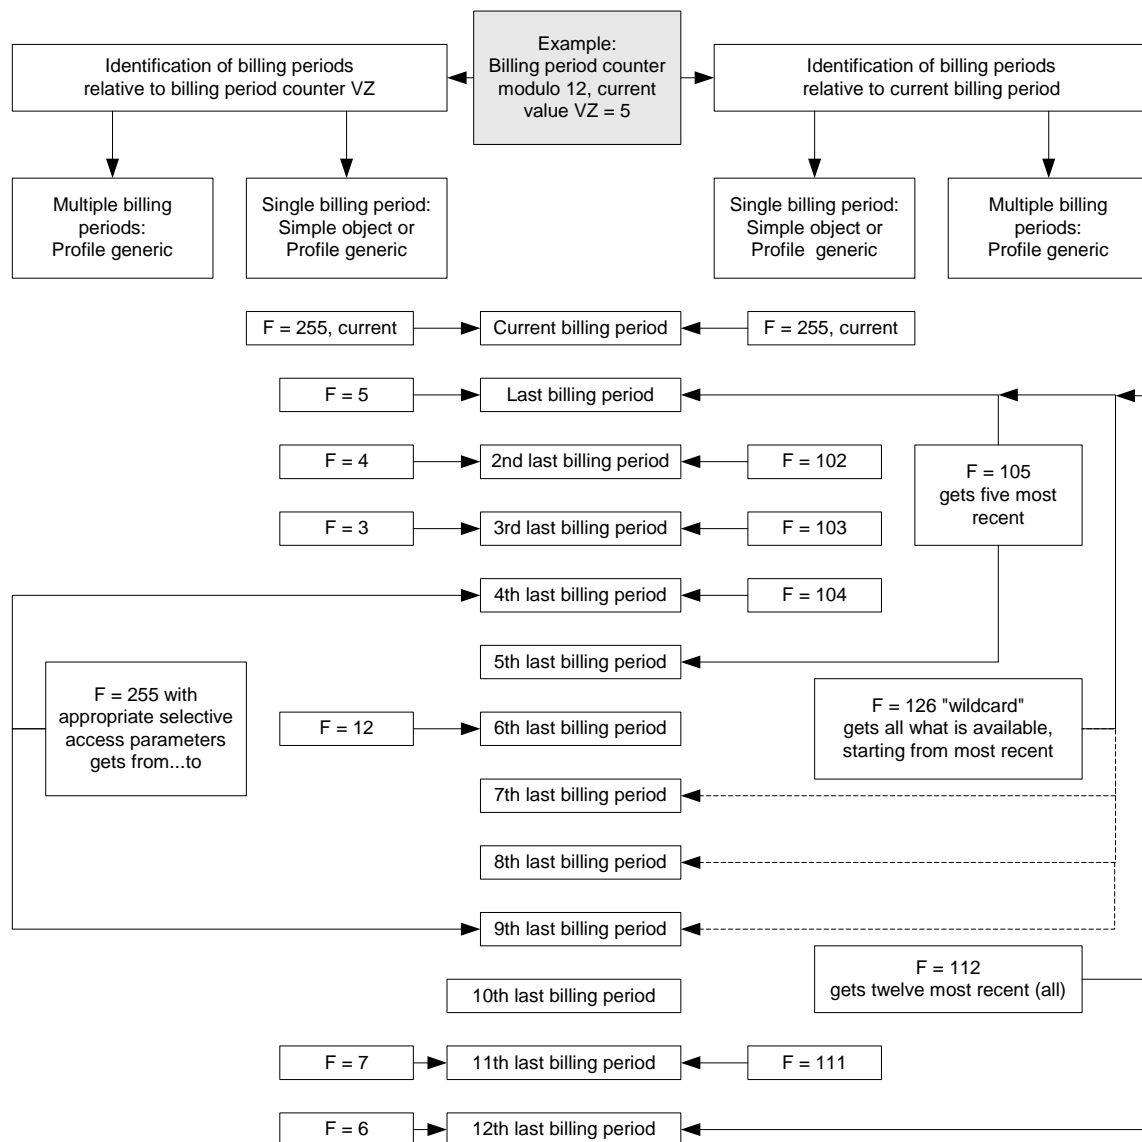 Example:
Billing period counter
modulo 12, current
value VZ = 5
Identification of billing periods
relative to billing period counter VZ
Identification of billing periods
relative to current billing period
Multiple billing
periods:
Profile generic
Single billing period:
Simple object or
Profile generic
Single billing period:
Simple object or
Profile generic
Multiple billing
periods:
Profile generic
F = 255, current
Current billing period
F = 255, current
F = 5
Last billing period
F = 4
2nd last billing period
F = 102
F = 105
gets five most
recent
F = 3
3rd last billing period
F = 103
4th last billing period
F = 104
5th last billing period
F = 255 with
appropriate selective
access parameters
gets from...to
F = 12
6th last billing period
F = 126 "wildcard"
gets all what is available,
starting from most recent
7th last billing period
8th last billing period
9th last billing period
F = 112
gets twelve most recent (all)
10th last billing period
F = 7
11th last billing period
F = 111
F = 6
12th last billing period